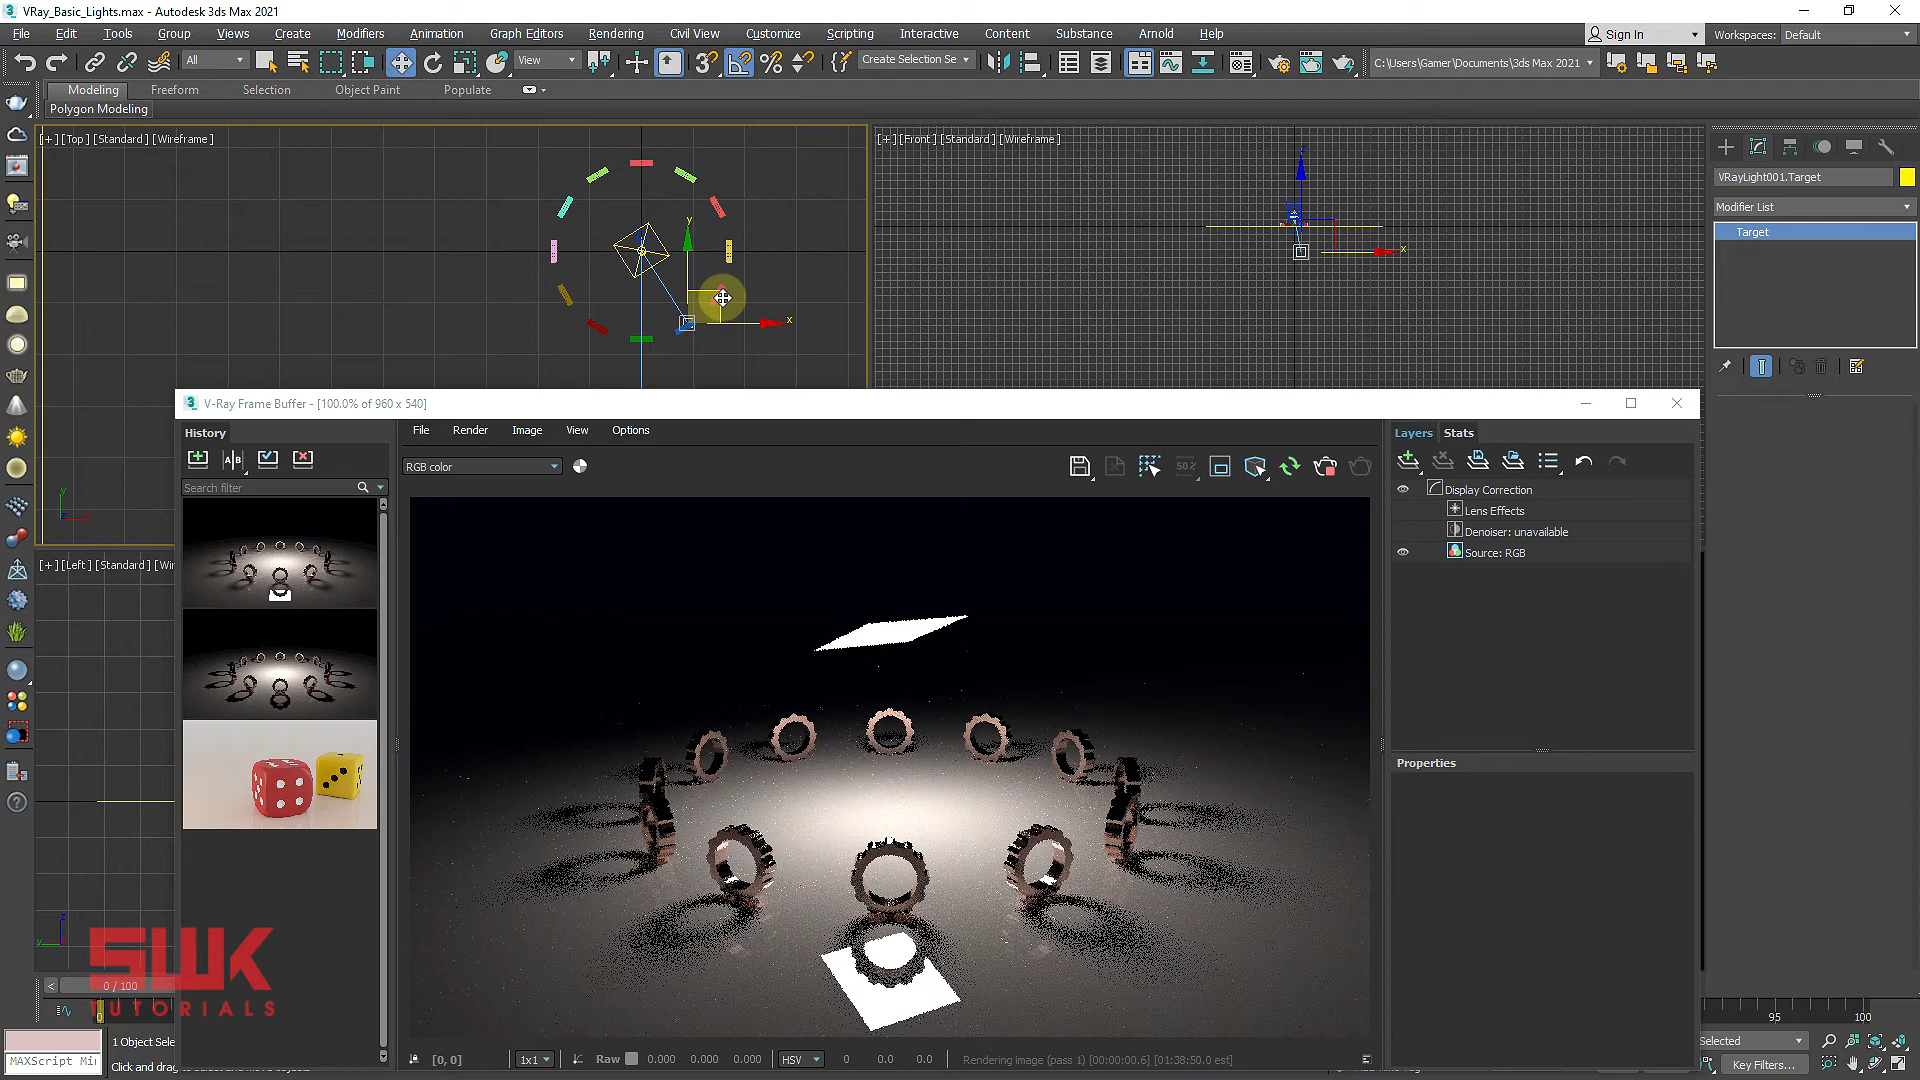 VRay_Basic_Lights.max - Autodesk 3ds Max 2021
File Edit Tools Group Views Create Modifiers Animation Graph Editors Rendering Civil View Customize Scripting Interactive Content Substance Arnold Help
Sign In
Workspaces: Default
All
View
Create Selection Se
C:\Users\Gamer\Documents\3ds Max 2021
Modeling Freeform Selection Object Paint Populate
Polygon Modeling
[+] [Top] [Standard] [Wireframe]
[+] [Front] [Standard] [Wireframe]
VRayLight001.Target
Modifier List
Target
V-Ray Frame Buffer - [100.0% of 960 x 540]
History
File Render Image View Options
Layers Stats
RGB color
Search filter
Display Correction
Lens Effects
Denoiser: unavailable
Source: RGB
[+] [Left] [Standard] [Wir
Properties
SWK
TUTORIALS
0 / 100
0
95 100
1 Object Sele
MAXScript Mi
[0, 0]
1x1
Raw 0.000 0.000 0.000
HSV
0 0.0 0.0
Rendering image (pass 1) [00:00:00.6] [01:38:50.0 est]
Selected
Key Filters...